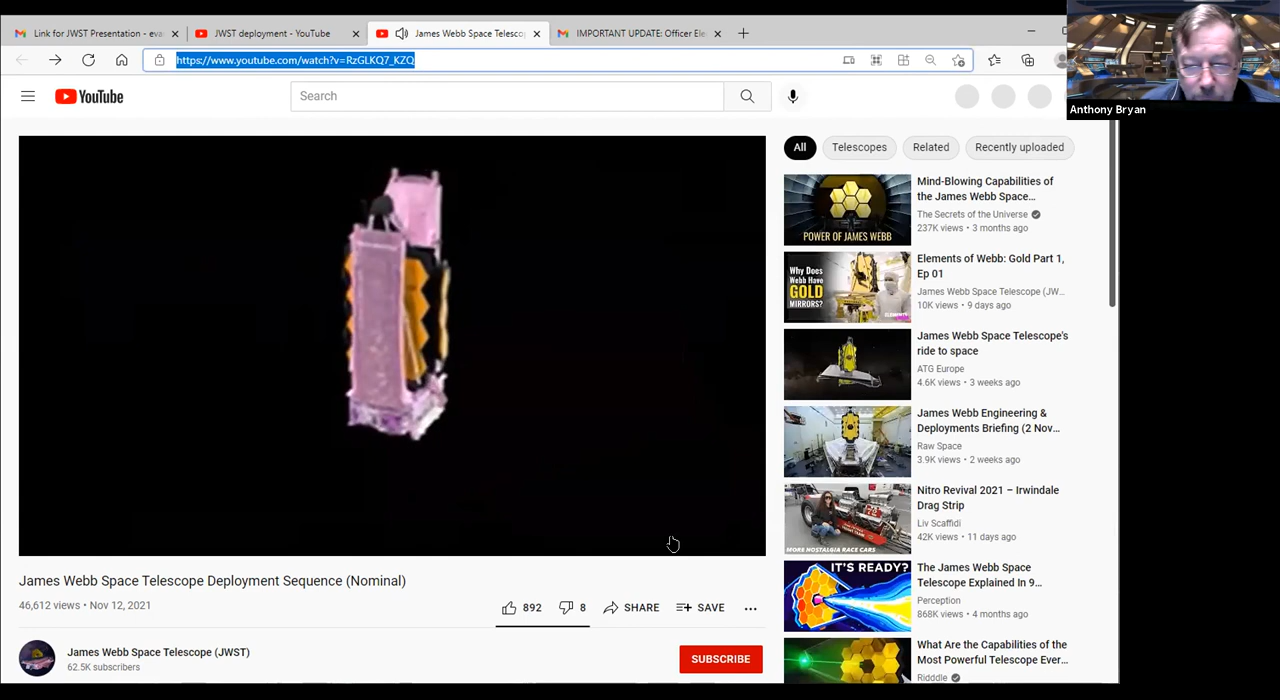 Link for JWST Presentation - eva
JWST deployment - YouTube
James Webb Space Telesco
IMPORTANT UPDATE: Officer Ele
https://www.youtube.com/watch?v=RzGLKQ7_KZQ
Anthony Bryan
YouTube
Search
All
Telescopes
Related
Recently uploaded
Mind-Blowing Capabilities of
the James Webb Space…
The Secrets of the Universe
237K views • 3 months ago
POWER OF JAMES WEBB
Elements of Webb: Gold Part 1,
Ep 01
James Webb Space Telescope (JW…
10K views • 9 days ago
Why Does
Webb Have
GOLD
MIRRORS?
ELEMENTS
James Webb Space Telescope's
ride to space
ATG Europe
4.6K views • 3 weeks ago
James Webb Engineering &
Deployments Briefing (2 Nov…
Raw Space
3.9K views • 2 weeks ago
Nitro Revival 2021 – Irwindale
Drag Strip
Liv Scaffidi
42K views • 11 days ago
MORE NOSTALGIA RACE CARS
The James Webb Space
Telescope Explained In 9…
Perception
868K views • 4 months ago
IT'S READY?
What Are the Capabilities of the
Most Powerful Telescope Ever…
Ridddle
James Webb Space Telescope Deployment Sequence (Nominal)
46,612 views • Nov 12, 2021
892
8
SHARE
SAVE
James Webb Space Telescope (JWST)
62.5K subscribers
SUBSCRIBE